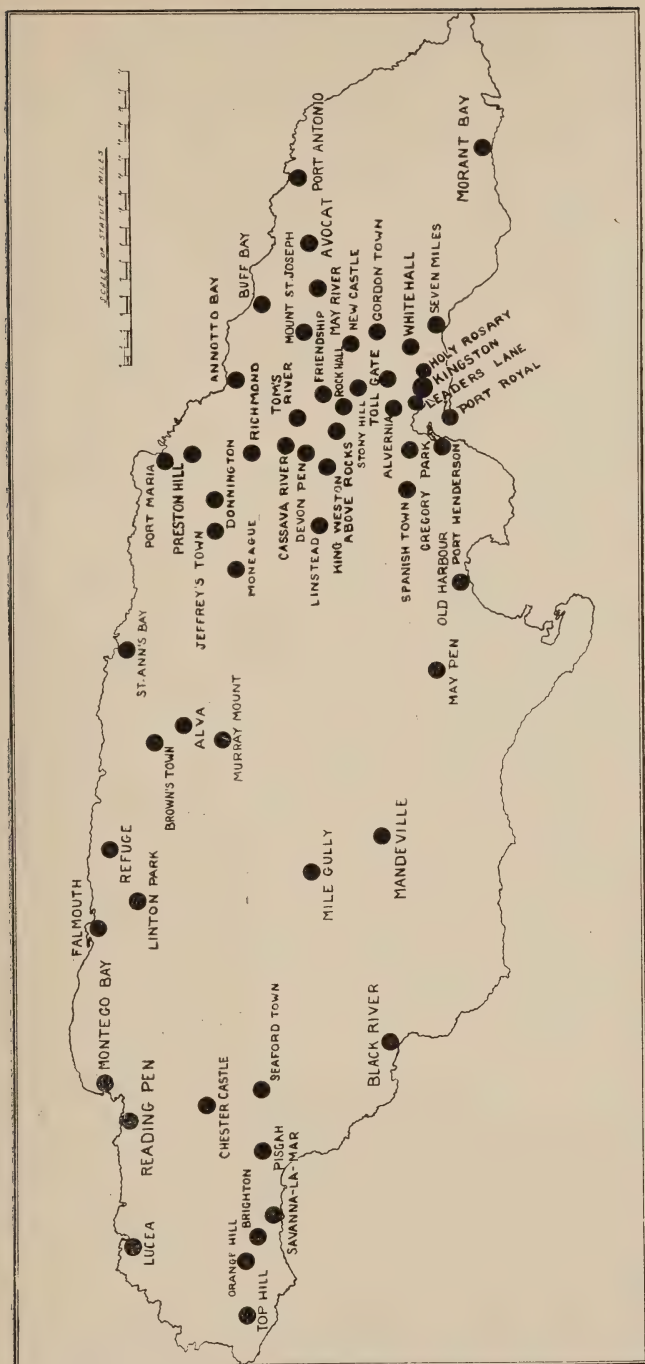 SCALE OF STATUTE MILES
LUCEA
READING PEN
MONTEGO BAY
FALMOUTH
REFUGE
LINTON PARK
BROWN'S TOWN
ALVA
MURRAY MOUNT
ST. ANN'S BAY
JEFFREY'S TOWN
MONEAGUE
DONNINGTON
PORT MARIA
PRESTON HILL
RICHMOND
ANNOTTO BAY
BUFF BAY
PORT ANTONIO
TOM'S RIVER
MOUNT ST. JOSEPH
AVOCAT
FRIENDSHIP
MAY RIVER
CASSAVA RIVER
DEVON PEN
LINSTEAD
KING WESTON
ABOVE ROCKS
ROCK HALL
STONY HILL
NEW CASTLE
GORDON TOWN
TOLL GATE
WHITEHALL
SEVEN MILES
MORANT BAY
ALVERNIA
HOLY ROSARY
KINGSTON
LEADERS LANE
PORT ROYAL
SPANISH TOWN
GREGORY PARK
PORT HENDERSON
OLD HARBOUR
MAY PEN
MILE GULLY
MANDEVILLE
CHESTER CASTLE
SEAFORD TOWN
BLACK RIVER
ORANGE HILL
BRIGHTON
PISGAH
SAVANNA-LA-MAR
TOP HILL